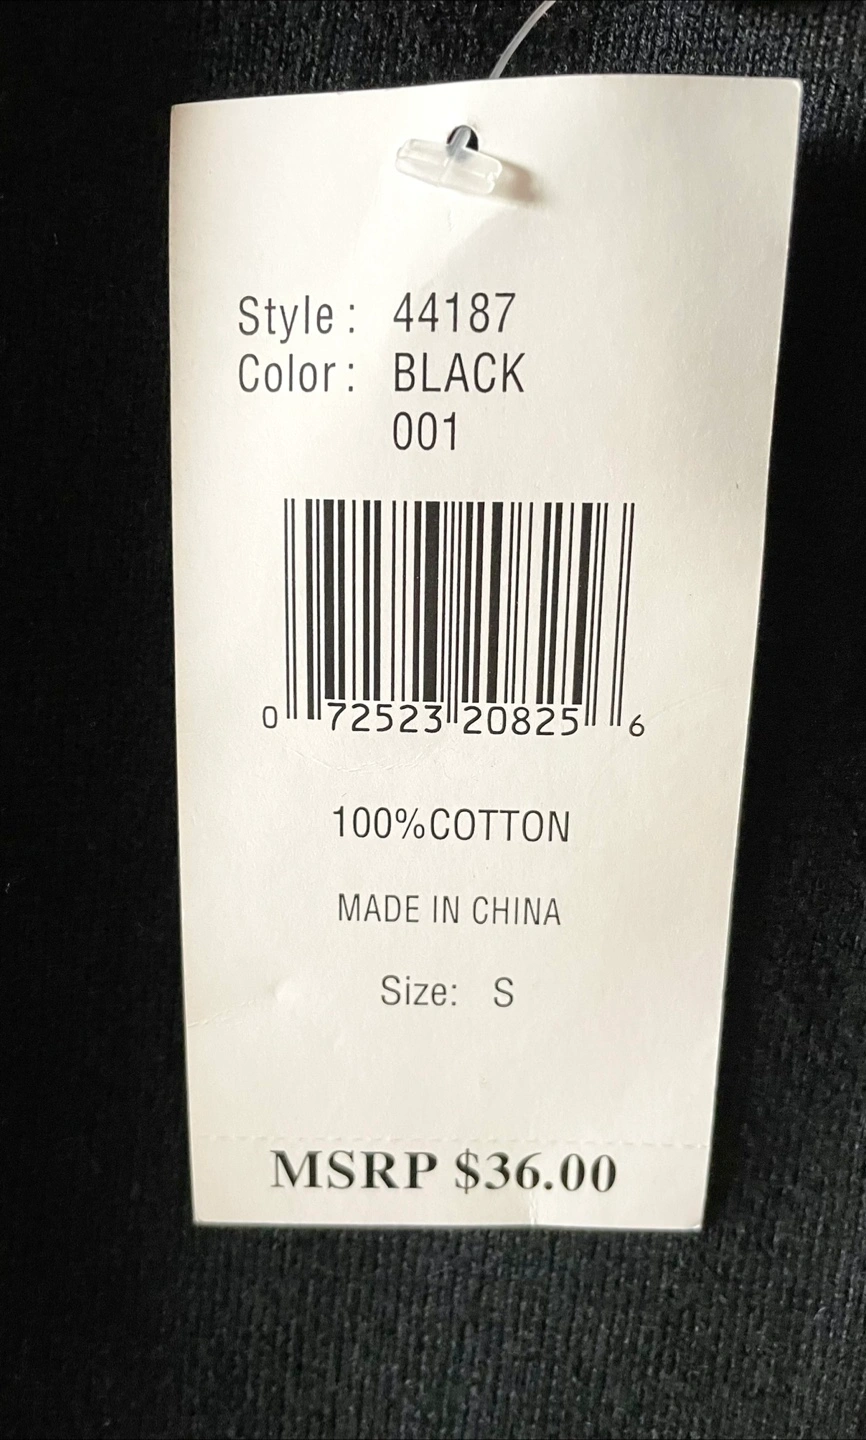 Style: 44187
Color: BLACK
001
0 72523 20825 6
100%COTTON
MADE IN CHINA
Size: S
MSRP $36.00